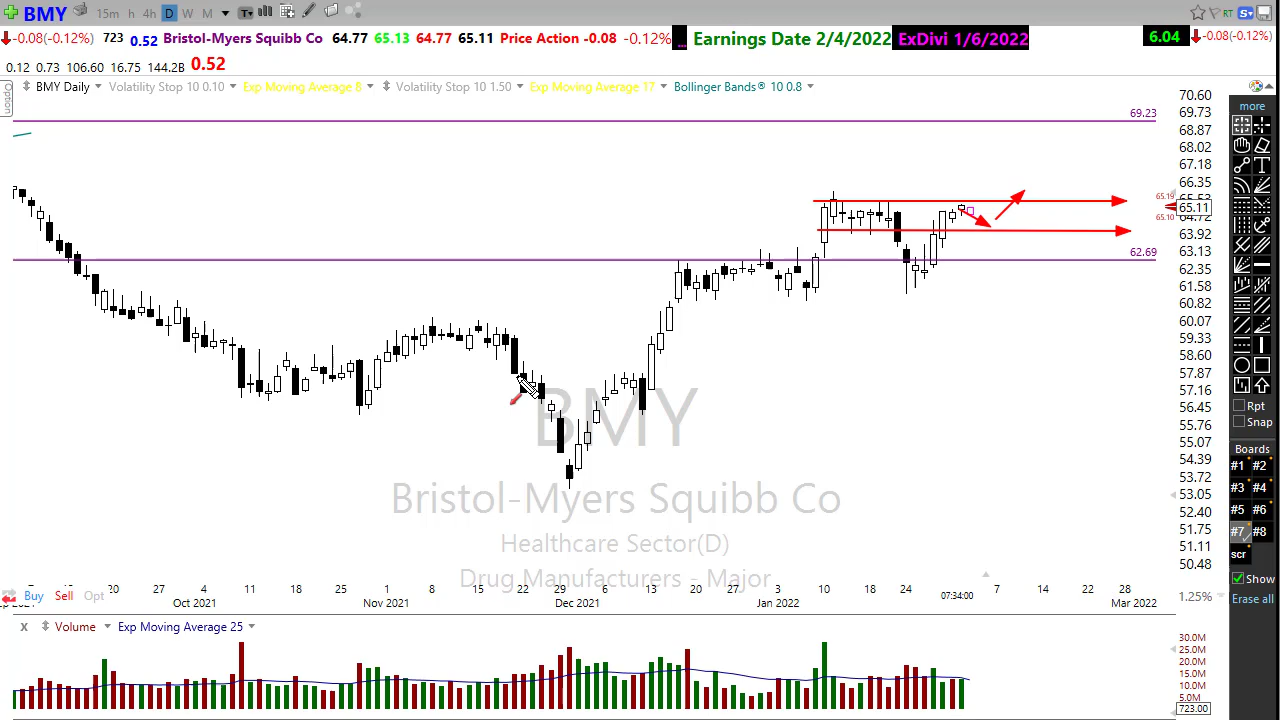 BMY 15m h 4h D W M T RT S
-0.08(-0.12%) 723 0.52 Bristol-Myers Squibb Co 64.77 65.13 64.77 65.11 Price Action -0.08 -0.12% ... Earnings Date 2/4/2022 ExDivi 1/6/2022 6.04 -0.08(-0.12%)
0.12 0.73 106.60 16.75 144.2B 0.52
Option
BMY Daily Volatility Stop 10 0.10 Exp Moving Average 8 Volatility Stop 10 1.50 Exp Moving Average 17 Bollinger Bands® 10 0.8
70.60
69.73
69.23
68.87
68.02
67.18
66.35
65.19
65.11
65.10
64.72
63.92
63.13
62.69
62.35
61.58
60.82
60.07
59.33
58.60
57.87
57.16
56.45
55.76
55.07
54.39
53.72
53.05
52.40
51.75
51.11
50.48
BMY
Bristol-Myers Squibb Co
Healthcare Sector(D)
Drug Manufacturers - Major
more
Rpt
Snap
Boards
#1 #2
#3 #4
#5 #6
#7 #8
scr
Show
Erase all
Buy Sell Opt
20 27 4 11 18 25 1 8 15 22 29 6 13 20 27 3 10 18 24 07:34:00 7 14 22 28
Oct 2021 Nov 2021 Dec 2021 Jan 2022 Mar 2022
1.25%
X Volume Exp Moving Average 25
30.0M
25.0M
20.0M
15.0M
10.0M
5.0M
723.00